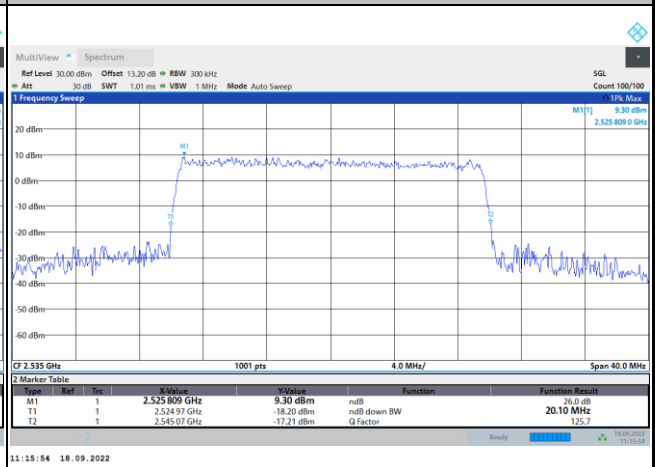 MultiView Spectrum
Ref Level 30.00 dBm Offset 13.20 dB RBW 300 kHz SGL
Att 30 dB SWT 1.01 ms VBW 1 MHz Mode Auto Sweep Count 100/100
1 Frequency Sweep 1Pk Max
M1[1] 9.30 dBm
2.525 809 0 GHz
20 dBm
M1
10 dBm
0 dBm
-10 dBm
T1 T2
-20 dBm
-30 dBm
-40 dBm
-50 dBm
-60 dBm
CF 2.535 GHz 1001 pts 4.0 MHz/ Span 40.0 MHz
2 Marker Table
Type Ref Trc X-Value Y-Value Function Function Result
M1 1 2.525 809 GHz 9.30 dBm ndB 26.0 dB
T1 1 2.524 97 GHz -18.20 dBm ndB down BW 20.10 MHz
T2 1 2.545 07 GHz -17.21 dBm Q Factor 125.7
Ready 18.09.2022
11:15:54
11:15:54 18.09.2022